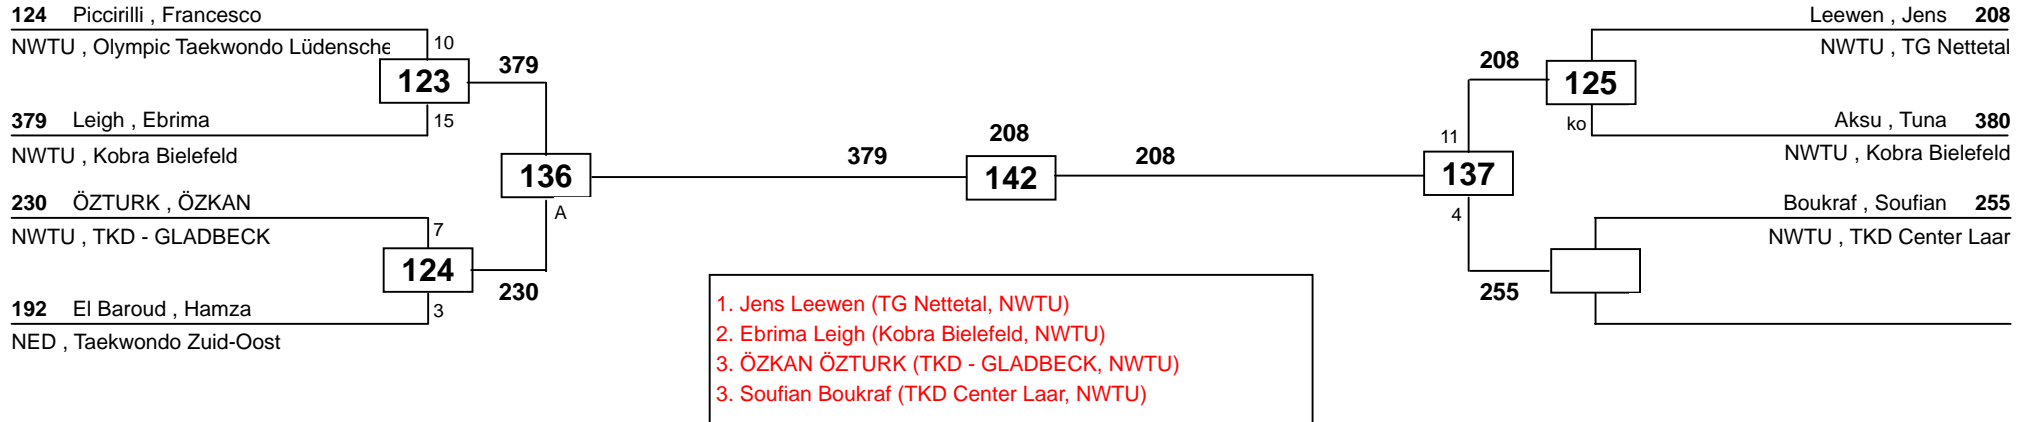 124 Piccirilli , Francesco
NWTU , Olympic Taekwondo Lüdensche
10
123
379
379 Leigh , Ebrima
15
NWTU , Kobra Bielefeld
136
A
230 ÖZTURK , ÖZKAN
7
NWTU , TKD - GLADBECK
124
230
192 El Baroud , Hamza
3
NED , Taekwondo Zuid-Oost
379
208
142
208
1. Jens Leewen (TG Nettetal, NWTU)
2. Ebrima Leigh (Kobra Bielefeld, NWTU)
3. ÖZKAN ÖZTURK (TKD - GLADBECK, NWTU)
3. Soufian Boukraf (TKD Center Laar, NWTU)
Leewen , Jens 208
NWTU , TG Nettetal
208
125
Aksu , Tuna 380
ko
NWTU , Kobra Bielefeld
11
137
4
Boukraf , Soufian 255
NWTU , TKD Center Laar
255